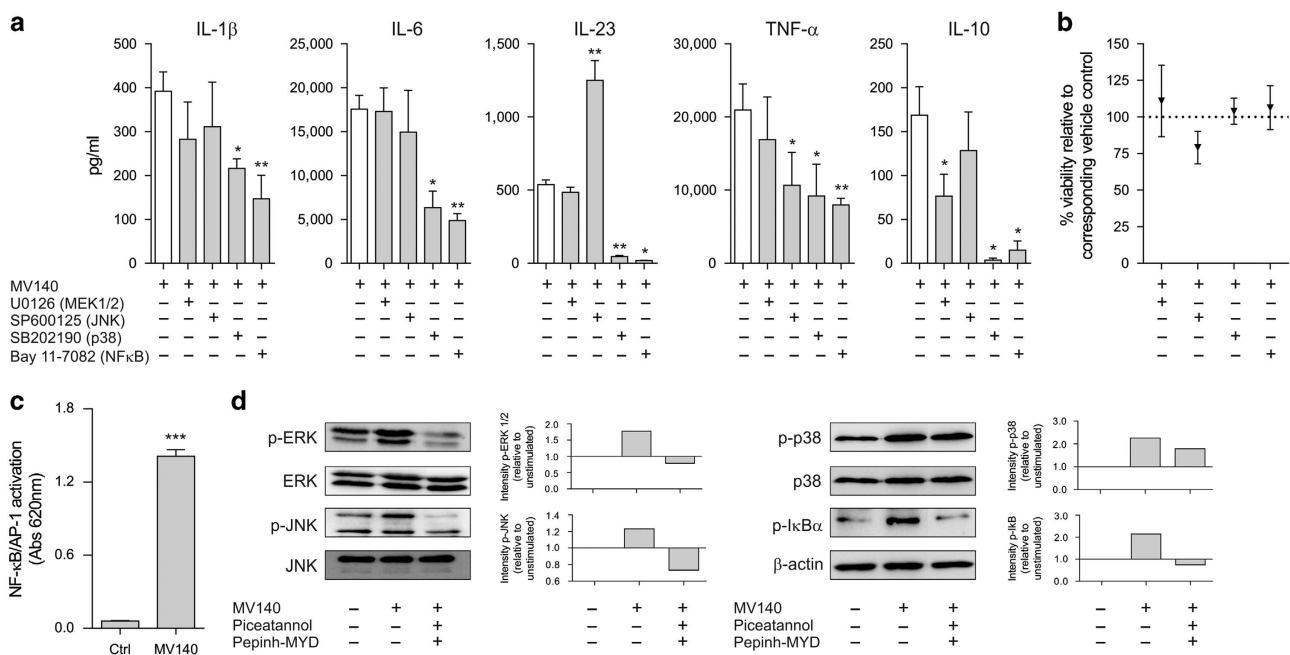 a
IL-1β IL-6 IL-23 TNF-α IL-10
pg/ml
500
400
300
200
100
0
* **
25,000
20,000
15,000
10,000
5,000
0
* **
1,500
1,000
500
0
** ** *
30,000
20,000
10,000
0
* * **
250
200
150
100
50
0
* * *
MV140 + + + + + + + + + + + + + + + + + + + + + + + + +
U0126 (MEK1/2) – + – – – – + – – – – + – – – – + – – – – + – – –
SP600125 (JNK) – – + – – – – + – – – – + – – – – + – – – – + – –
SB202190 (p38) – – – + – – – – + – – – – + – – – – + – – – – + –
Bay 11-7082 (NFκB) – – – – + – – – – + – – – – + – – – – + – – – – +
b
% viability relative to
corresponding vehicle control
150
125
100
75
50
25
0
+ + + +
+ – – –
– + – –
– – + –
– – – +
c
NF-κB/AP-1 activation
(Abs 620nm)
1.8
1.2
0.6
0.0
***
Ctrl MV140
d
p-ERK
ERK
p-JNK
JNK
MV140 – + +
Piceatannol – – +
Pepinh-MYD – – +
Intensity p-ERK 1/2
(relative to
unstimulated)
2.0
1.5
1.0
0.5
0.0
Intensity p-JNK
(relative to
unstimulated)
1.4
1.2
1.0
0.8
0.6
– + +
– – +
– – +
p-p38
p38
p-IκBα
β-actin
MV140 – + +
Piceatannol – – +
Pepinh-MYD – – +
Intensity p-p38
(relative to
unstimulated)
3.0
2.0
1.0
0.0
Intensity p-IkB
(relative to
unstimulated)
3.0
2.0
1.0
0.0
– + +
– – +
– – +